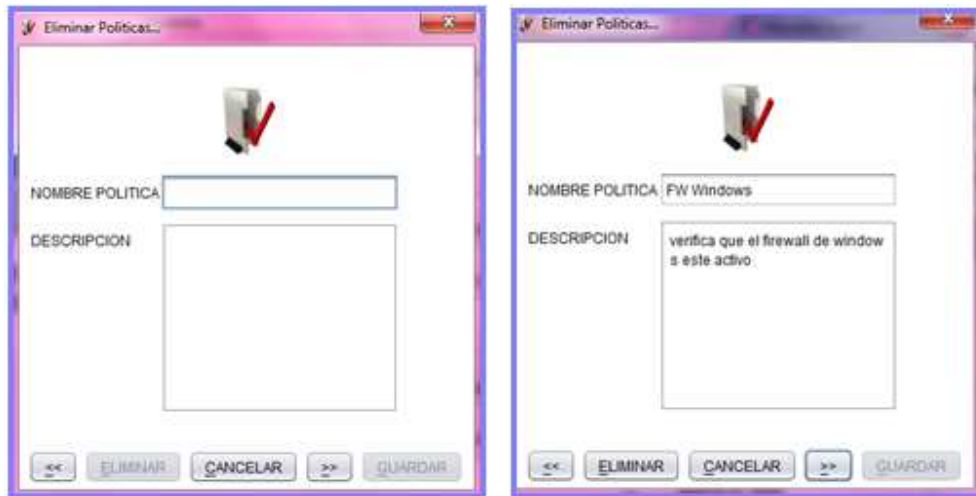 Eliminar Politicas...
NOMBRE POLITICA
DESCRIPCION
<< ELIMINAR CANCELAR >> GUARDAR
Eliminar Politicas...
NOMBRE POLITICA FW Windows
DESCRIPCION verifica que el firewall de window
s este activo
<< ELIMINAR CANCELAR >> GUARDAR